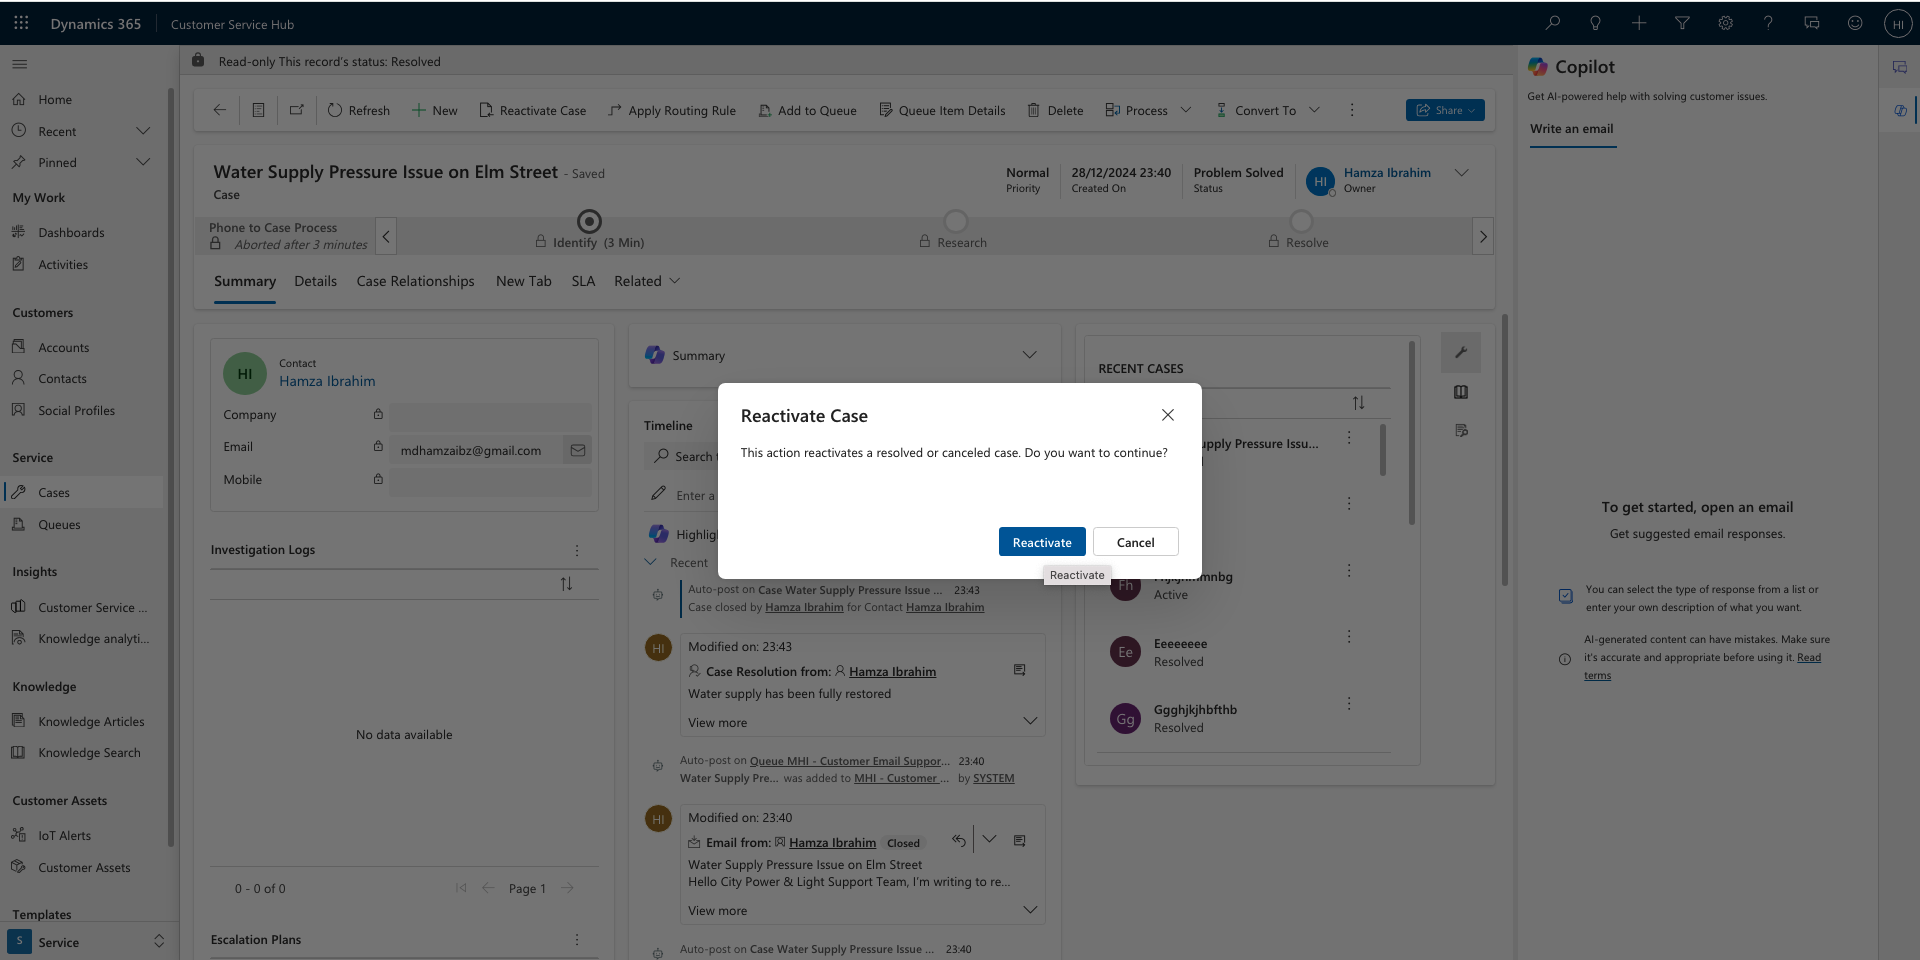 Dynamics 365
Customer Service Hub
HI
Read-only This record's status: Resolved
Home
Recent
Pinned
My Work
Dashboards
Activities
Customers
Accounts
Contacts
Social Profiles
Service
Cases
Queues
Insights
Customer Service ...
Knowledge analyti...
Knowledge
Knowledge Articles
Knowledge Search
Customer Assets
IoT Alerts
Customer Assets
Templates
S Service
Refresh New Reactivate Case Apply Routing Rule Add to Queue Queue Item Details Delete Process Convert To Share
Water Supply Pressure Issue on Elm Street - Saved
Case
Normal
Priority
28/12/2024 23:40
Created On
Problem Solved
Status
HI
Hamza Ibrahim
Owner
Phone to Case Process
Aborted after 3 minutes
Identify (3 Min)
Research
Resolve
Summary Details Case Relationships New Tab SLA Related
HI
Contact
Hamza Ibrahim
Company
Email mdhamzaibz@gmail.com
Mobile
Investigation Logs
No data available
0 - 0 of 0 Page 1
Escalation Plans
Summary
Timeline
Search
Enter a
Recent
Auto-post on Case Water Supply Pressure Issue ... 23:43
Case closed by Hamza Ibrahim for Contact Hamza Ibrahim
HI
Modified on: 23:43
Case Resolution from: Hamza Ibrahim
Water supply has been fully restored
View more
Auto-post on Queue MHI - Customer Email Suppor... 23:40
Water Supply Pre... was added to MHI - Customer ... by SYSTEM
HI
Modified on: 23:40
Email from: Hamza Ibrahim Closed
Water Supply Pressure Issue on Elm Street
Hello City Power & Light Support Team, I'm writing to re...
View more
Auto-post on Case Water Supply Pressure Issue ... 23:40
Reactivate Case
This action reactivates a resolved or canceled case. Do you want to continue?
Reactivate Cancel
Reactivate
RECENT CASES
Pressure Issu...
Fh
Active
Ee
Eeeeeeee
Resolved
Gg
Ggghjkjhbfthb
Resolved
Copilot
Get AI-powered help with solving customer issues.
Write an email
To get started, open an email
Get suggested email responses.
You can select the type of response from a list or
enter your own description of what you want.
AI-generated content can have mistakes. Make sure
it's accurate and appropriate before using it. Read
terms